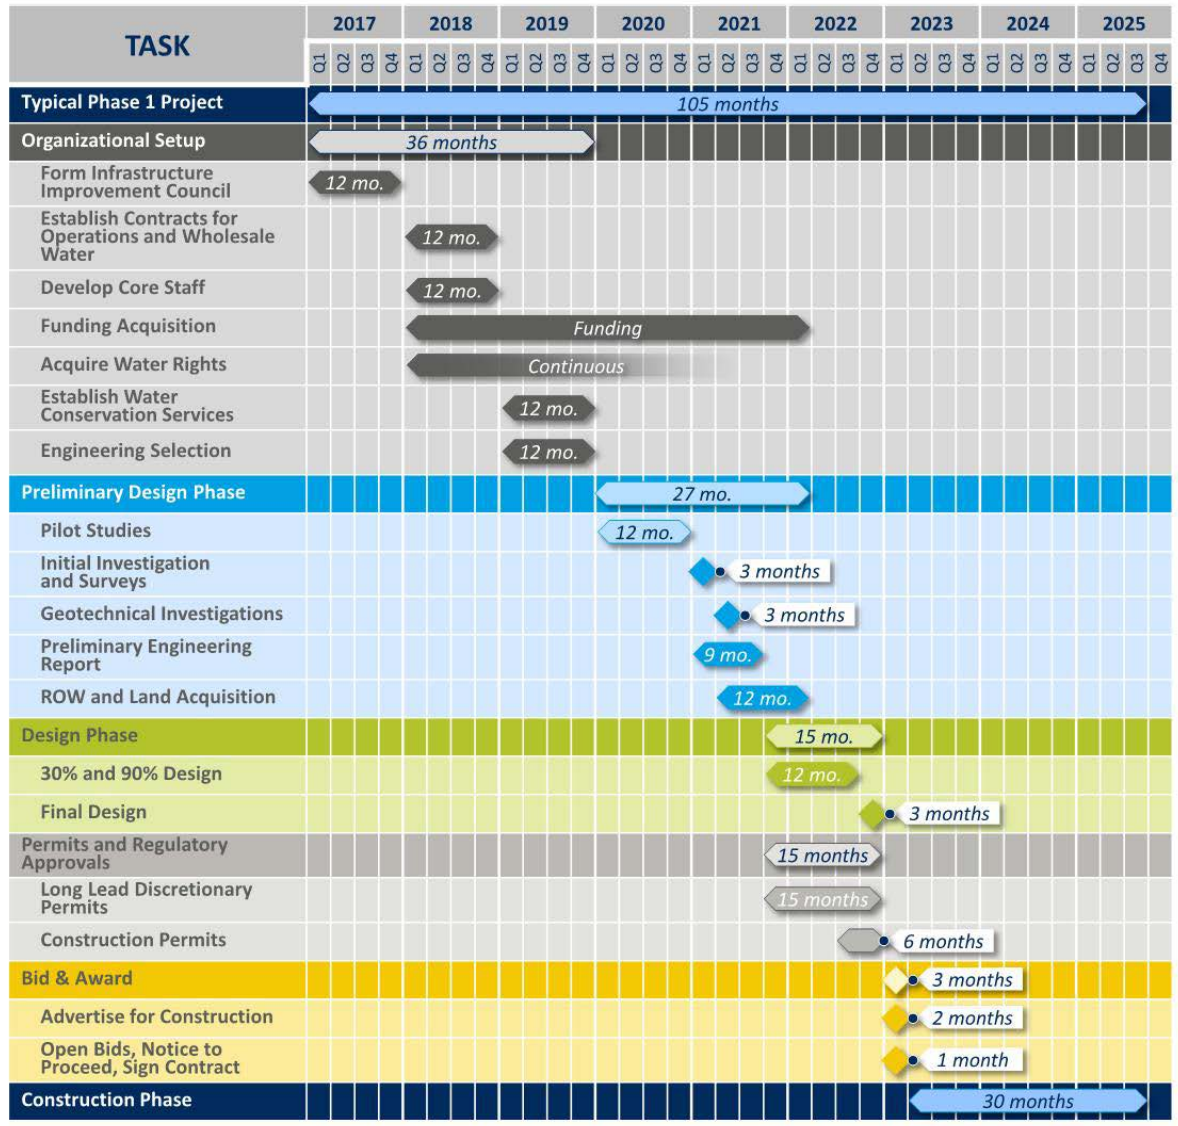 TASK
2017 2018 2019 2020 2021 2022 2023 2024 2025
Q1 Q2 Q3 Q4 Q1 Q2 Q3 Q4 Q1 Q2 Q3 Q4 Q1 Q2 Q3 Q4 Q1 Q2 Q3 Q4 Q1 Q2 Q3 Q4 Q1 Q2 Q3 Q4 Q1 Q2 Q3 Q4 Q1 Q2 Q3 Q4
Typical Phase 1 Project 105 months
Organizational Setup 36 months
Form Infrastructure
Improvement Council
12 mo.
Establish Contracts for
Operations and Wholesale
Water
12 mo.
Develop Core Staff 12 mo.
Funding Acquisition Funding
Acquire Water Rights Continuous
Establish Water
Conservation Services
12 mo.
Engineering Selection 12 mo.
Preliminary Design Phase 27 mo.
Pilot Studies 12 mo.
Initial Investigation
and Surveys
3 months
Geotechnical Investigations 3 months
Preliminary Engineering
Report
9 mo.
ROW and Land Acquisition 12 mo.
Design Phase 15 mo.
30% and 90% Design 12 mo.
Final Design 3 months
Permits and Regulatory
Approvals
15 months
Long Lead Discretionary
Permits
15 months
Construction Permits 6 months
Bid & Award 3 months
Advertise for Construction 2 months
Open Bids, Notice to
Proceed, Sign Contract
1 month
Construction Phase 30 months